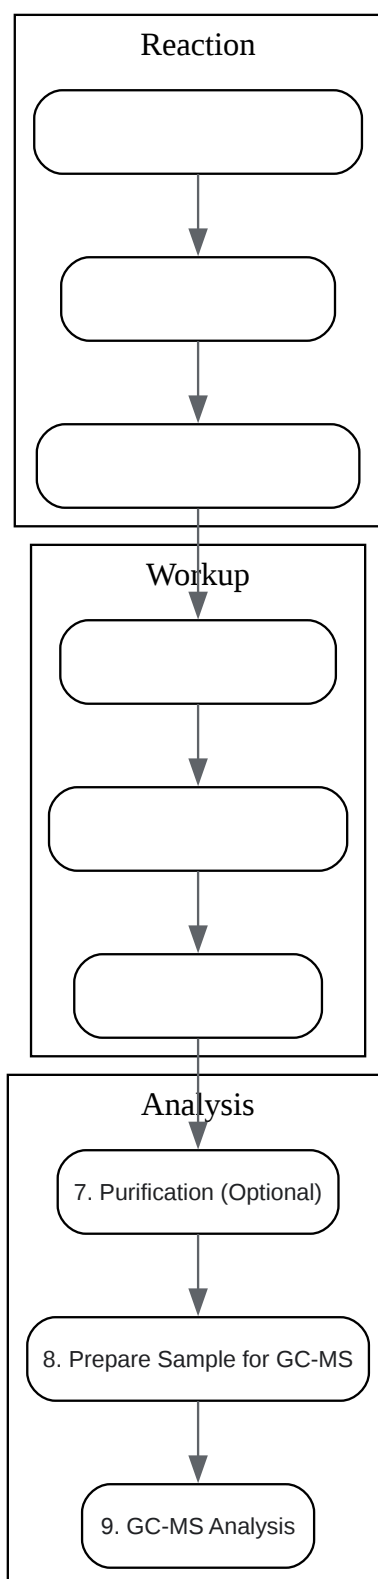 Reaction
Workup
Analysis
7. Purification (Optional)
8. Prepare Sample for GC-MS
9. GC-MS Analysis